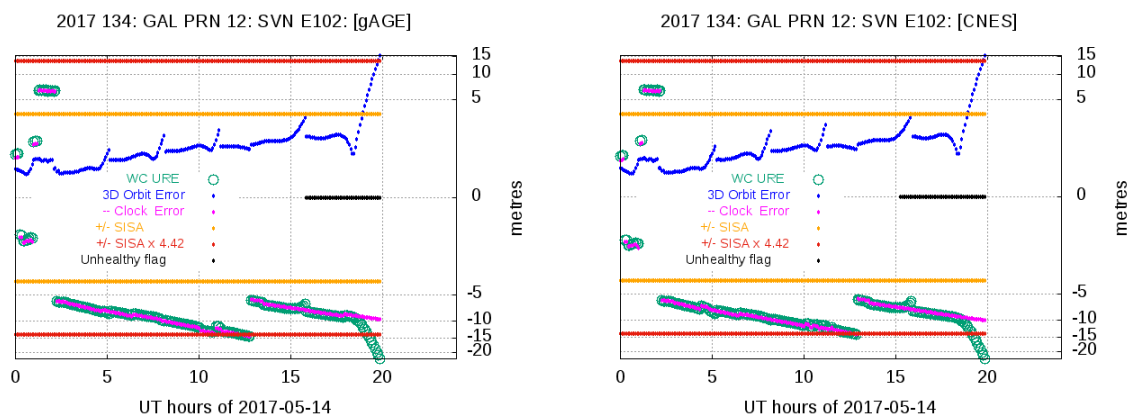 2017 134: GAL PRN 12: SVN E102: [gAGE]
15
10
5
0
-5
-10
-15
-20
metres
WC URE
3D Orbit Error
-- Clock Error
+/- SISA
+/- SISA x 4.42
Unhealthy flag
0 5 10 15 20
UT hours of 2017-05-14
2017 134: GAL PRN 12: SVN E102: [CNES]
15
10
5
0
-5
-10
-15
-20
metres
WC URE
3D Orbit Error
-- Clock Error
+/- SISA
+/- SISA x 4.42
Unhealthy flag
0 5 10 15 20
UT hours of 2017-05-14